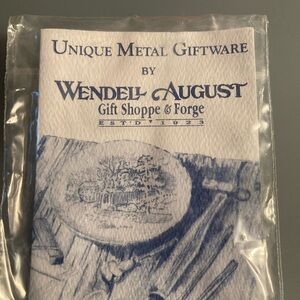 UNIQUE METAL GIFTWARE
BY
WENDELL AUGUST
Gift Shoppe & Forge
EST'D 1923